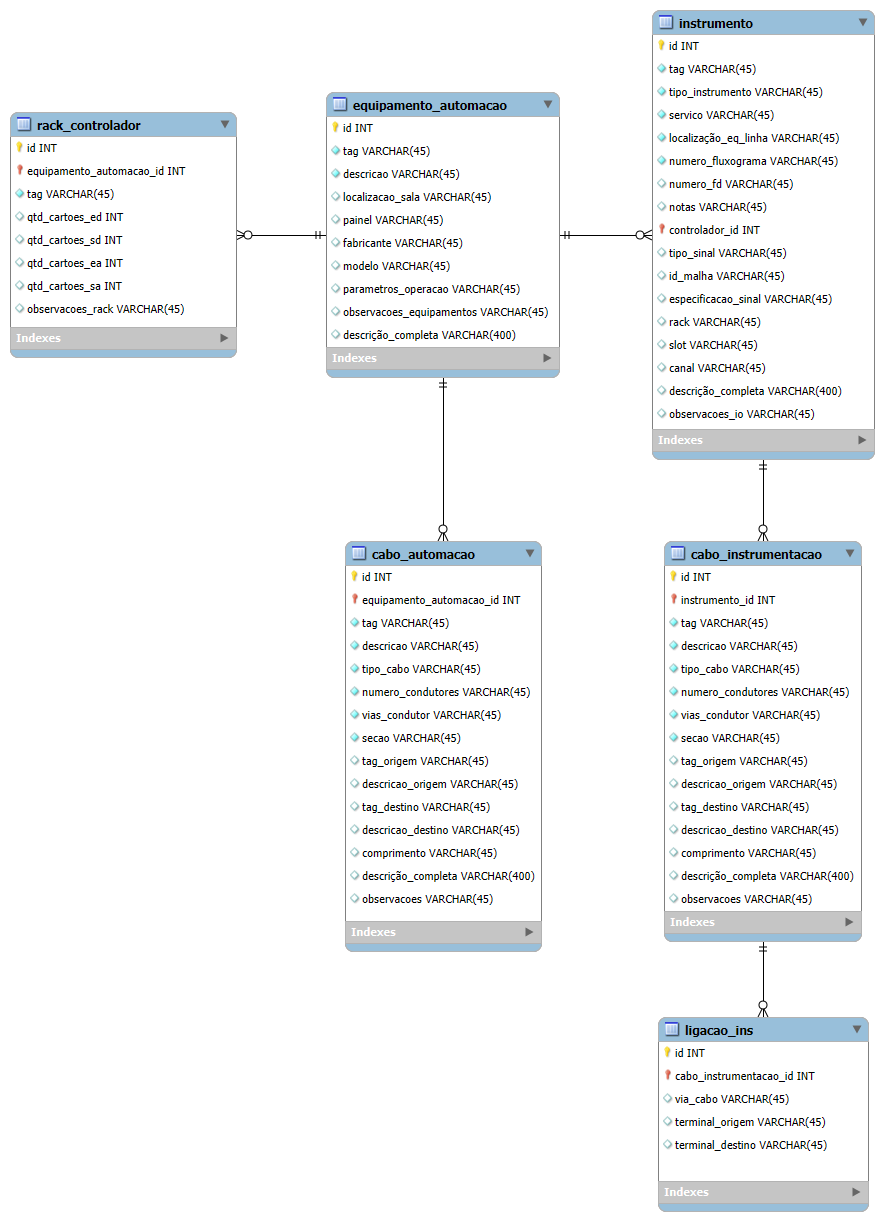 rack_controlador
id INT
equipamento_automacao_id INT
tag VARCHAR(45)
qtd_cartoes_ed INT
qtd_cartoes_sd INT
qtd_cartoes_ea INT
qtd_cartoes_sa INT
observacoes_rack VARCHAR(45)
Indexes
equipamento_automacao
id INT
tag VARCHAR(45)
descricao VARCHAR(45)
localizacao_sala VARCHAR(45)
painel VARCHAR(45)
fabricante VARCHAR(45)
modelo VARCHAR(45)
parametros_operacao VARCHAR(45)
observacoes_equipamentos VARCHAR(45)
descrição_completa VARCHAR(400)
Indexes
instrumento
id INT
tag VARCHAR(45)
tipo_instrumento VARCHAR(45)
servico VARCHAR(45)
localização_eq_linha VARCHAR(45)
numero_fluxograma VARCHAR(45)
numero_fd VARCHAR(45)
notas VARCHAR(45)
controlador_id INT
tipo_sinal VARCHAR(45)
id_malha VARCHAR(45)
especificacao_sinal VARCHAR(45)
rack VARCHAR(45)
slot VARCHAR(45)
canal VARCHAR(45)
descrição_completa VARCHAR(400)
observacoes_io VARCHAR(45)
Indexes
cabo_automacao
id INT
equipamento_automacao_id INT
tag VARCHAR(45)
descricao VARCHAR(45)
tipo_cabo VARCHAR(45)
numero_condutores VARCHAR(45)
vias_condutor VARCHAR(45)
secao VARCHAR(45)
tag_origem VARCHAR(45)
descricao_origem VARCHAR(45)
tag_destino VARCHAR(45)
descricao_destino VARCHAR(45)
comprimento VARCHAR(45)
descrição_completa VARCHAR(400)
observacoes VARCHAR(45)
Indexes
cabo_instrumentacao
id INT
instrumento_id INT
tag VARCHAR(45)
descricao VARCHAR(45)
tipo_cabo VARCHAR(45)
numero_condutores VARCHAR(45)
vias_condutor VARCHAR(45)
secao VARCHAR(45)
tag_origem VARCHAR(45)
descricao_origem VARCHAR(45)
tag_destino VARCHAR(45)
descricao_destino VARCHAR(45)
comprimento VARCHAR(45)
descrição_completa VARCHAR(400)
observacoes VARCHAR(45)
Indexes
ligacao_ins
id INT
cabo_instrumentacao_id INT
via_cabo VARCHAR(45)
terminal_origem VARCHAR(45)
terminal_destino VARCHAR(45)
Indexes